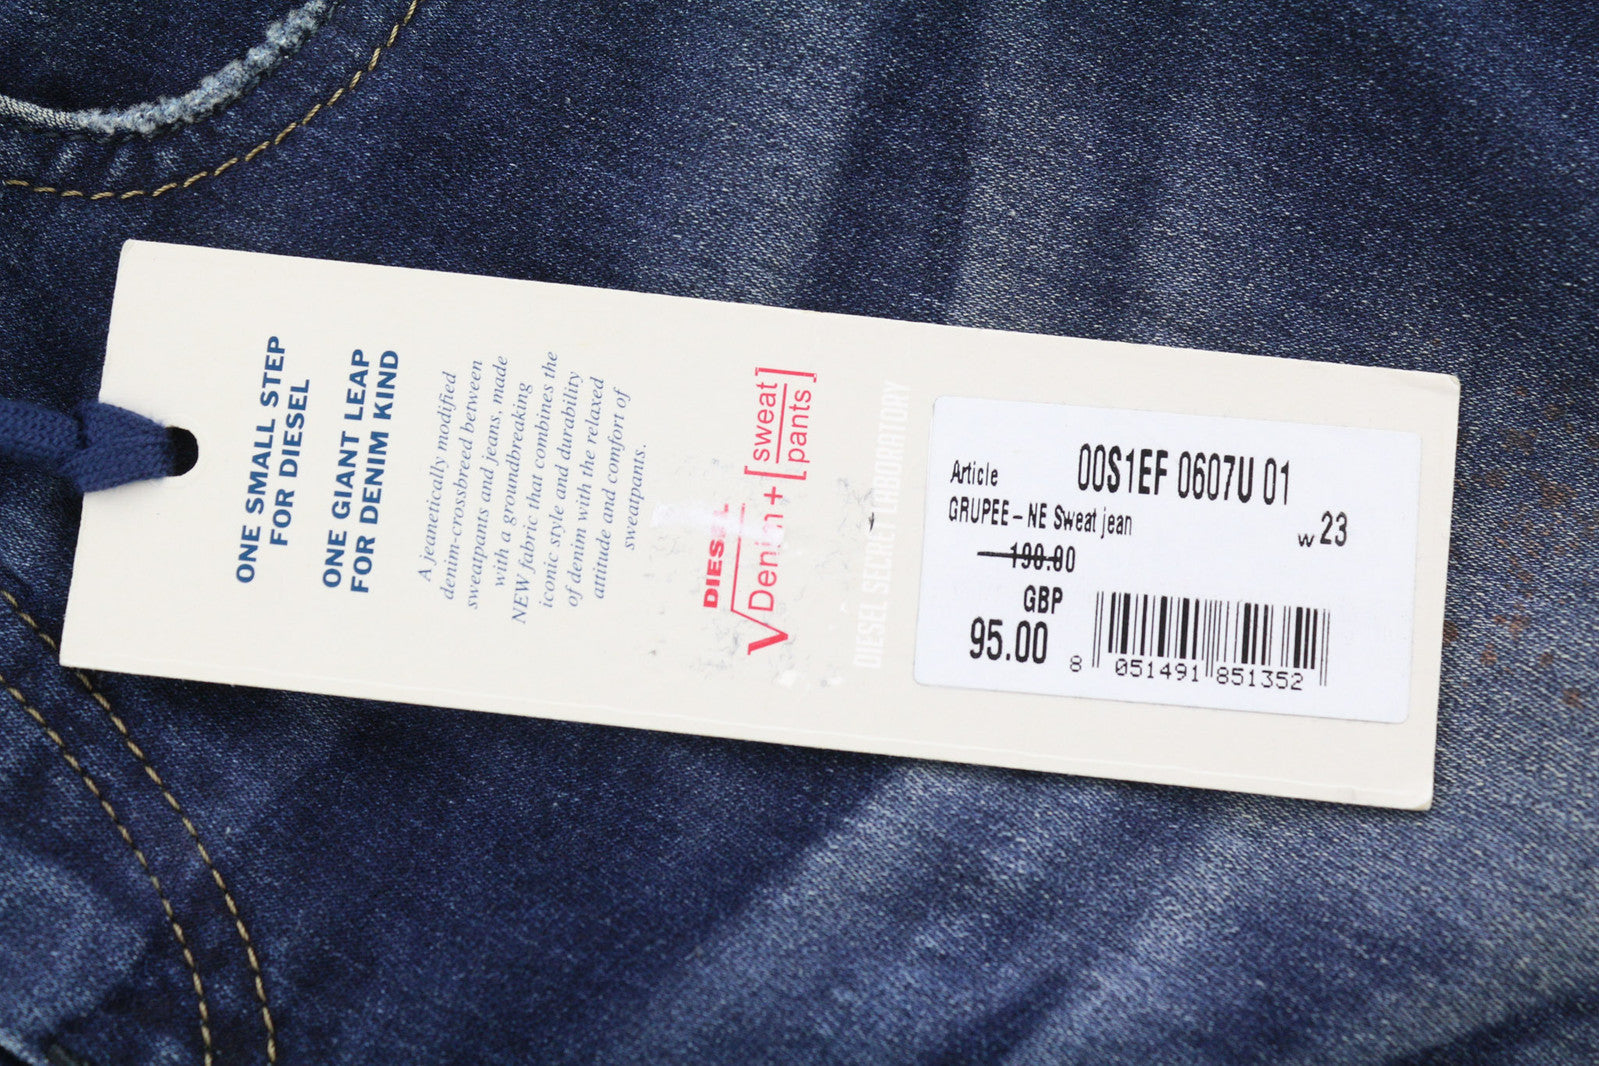 ONE SMALL STEP
FOR DIESEL
ONE GIANT LEAP
FOR DENIM KIND
A jeanetically modified
denim-crossbreed between
sweapants and jeans, made
with a groundbreaking
NEW fabric that combines the
iconic style and durability
of denim with the relaxed
attitude and comfort of
sweatpants.
DIESEL
√Denim + [sweat]
[pants]
DIESEL SECRET LABORATORY
Article 00S1EF 0607U 01
GRUPEE-NE Sweat jean
W 23
190.00
GBP
95.00
8 051491 851352